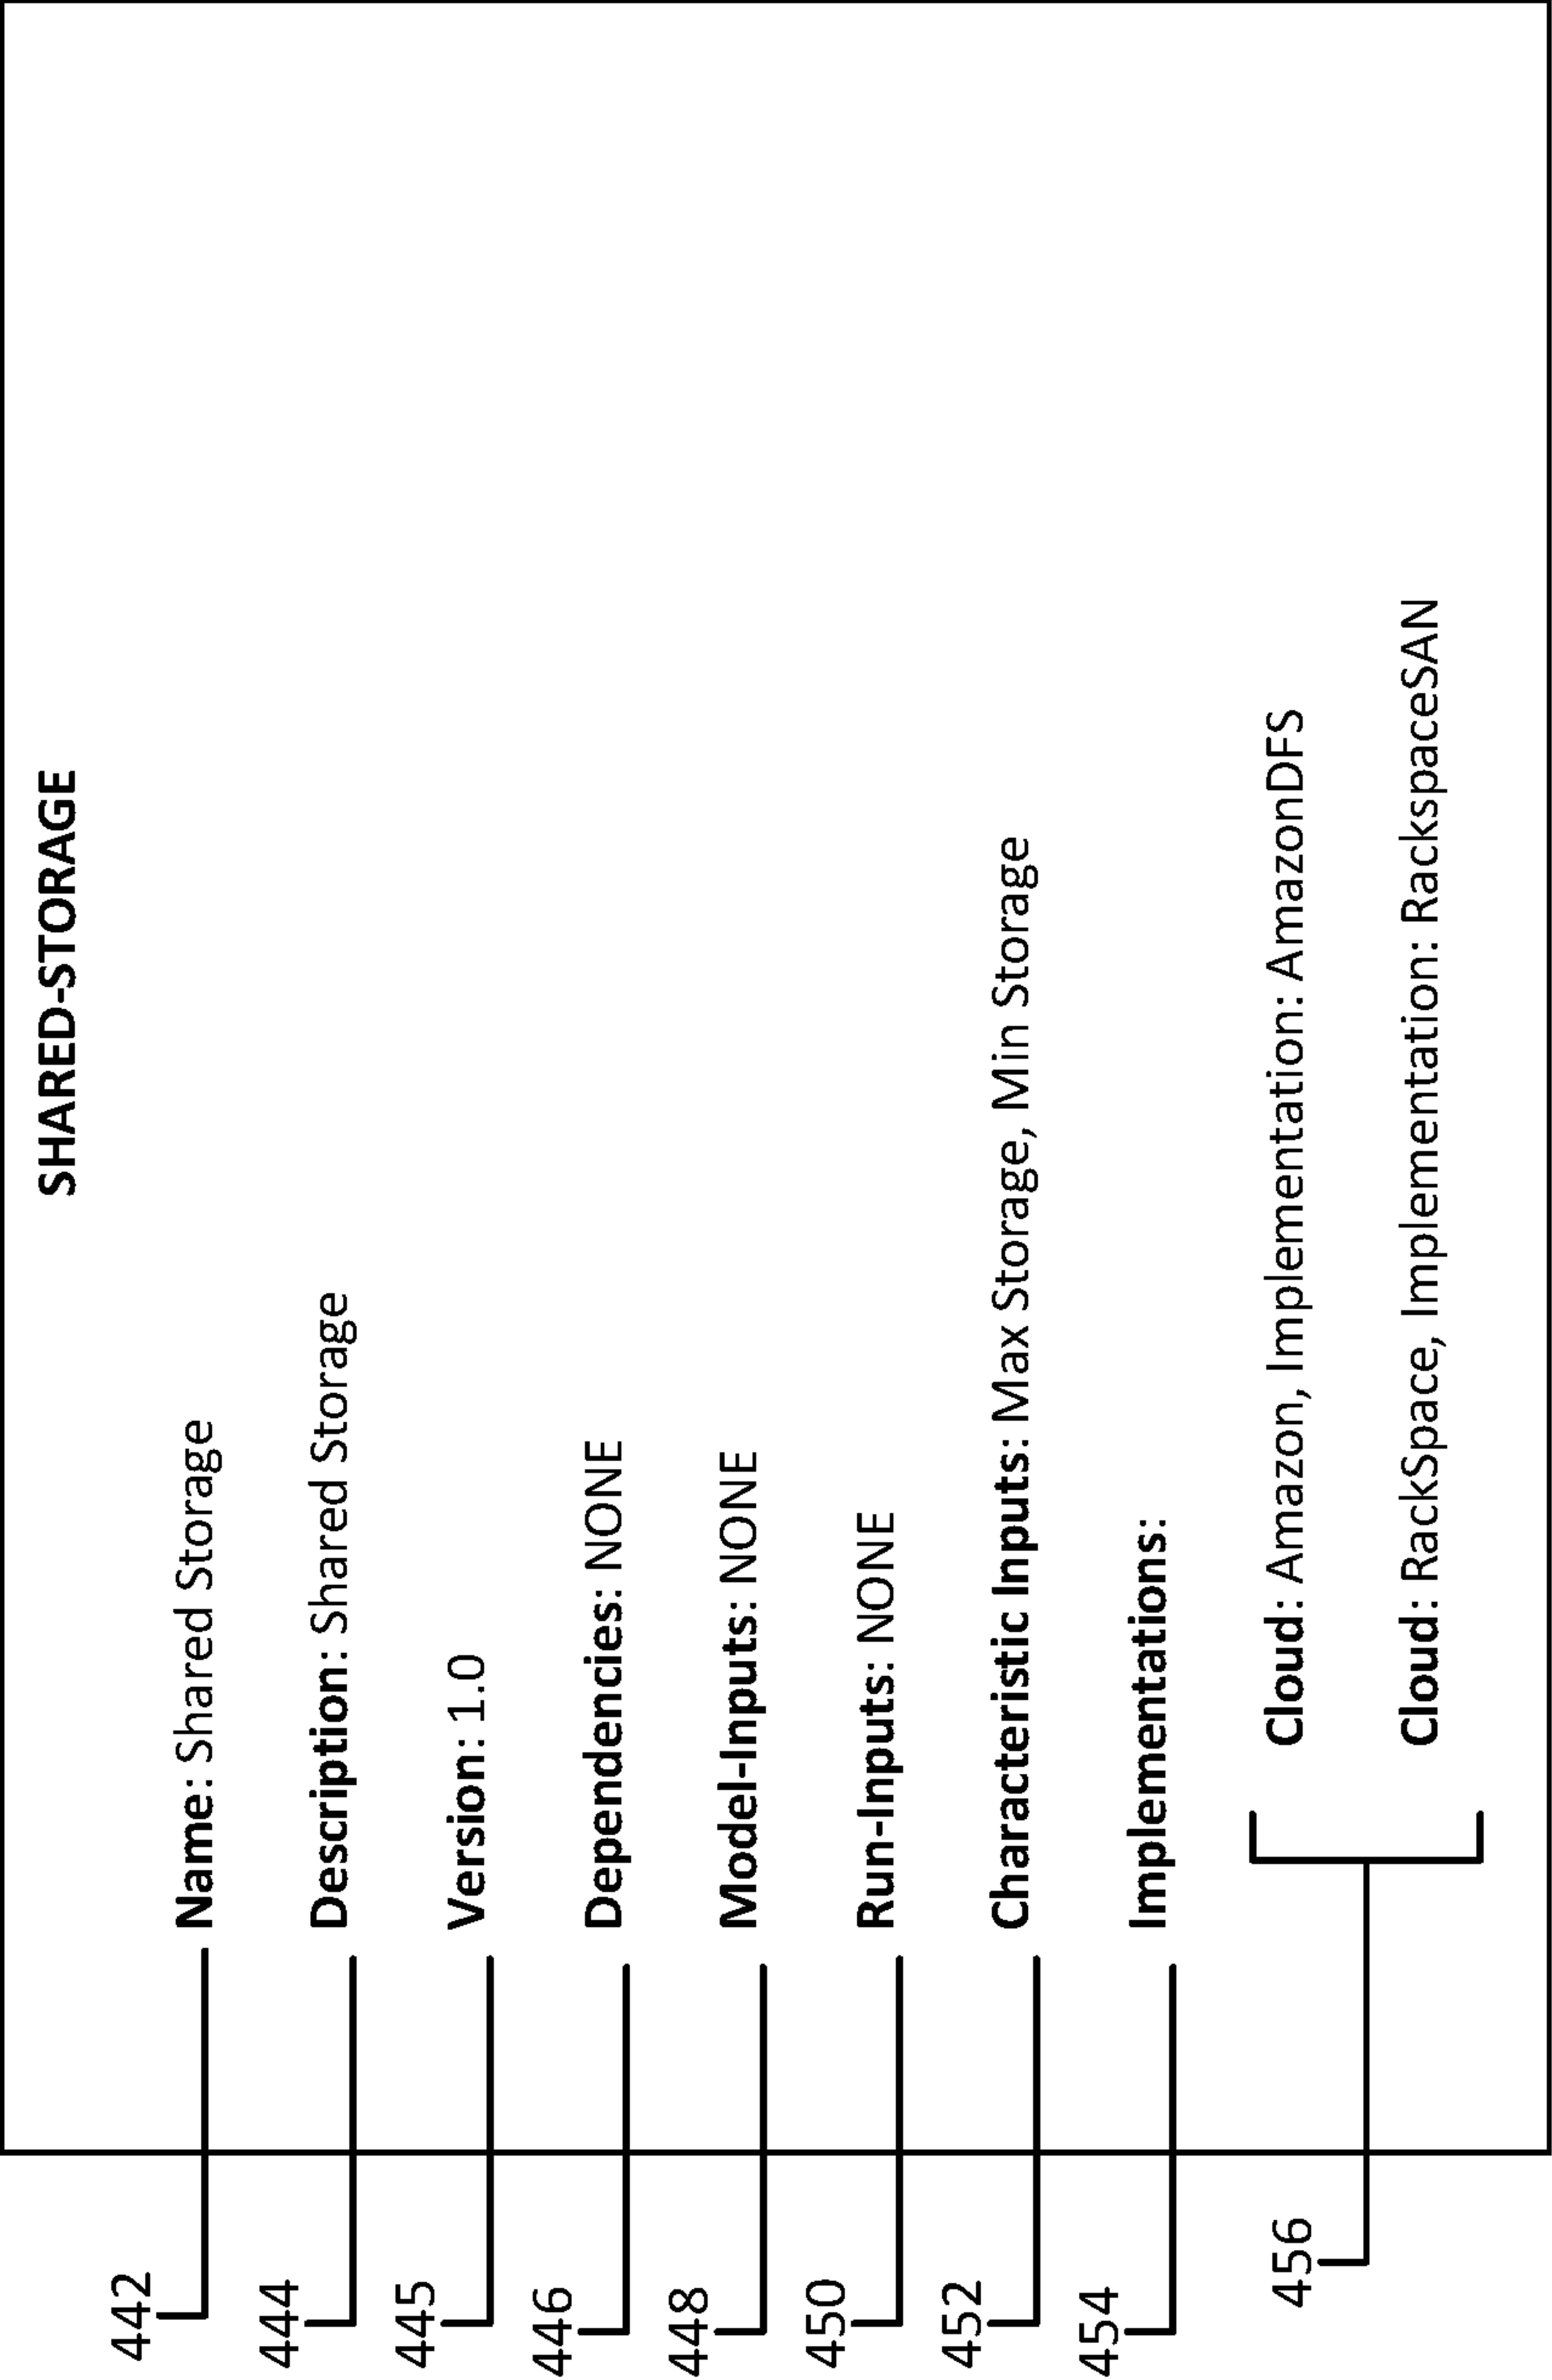 SHARED-STORAGE
442
Name: Shared Storage
444
Description: Shared Storage
445
Version: 1.0
446
Dependencies: NONE
448
Model-Inputs: NONE
450
Run-Inputs: NONE
452
Characteristic Inputs: Max Storage, Min Storage
454
Implementations:
456
Cloud: Amazon, Implementation: AmazonDFS
Cloud: RackSpace, Implementation: RackspaceSAN